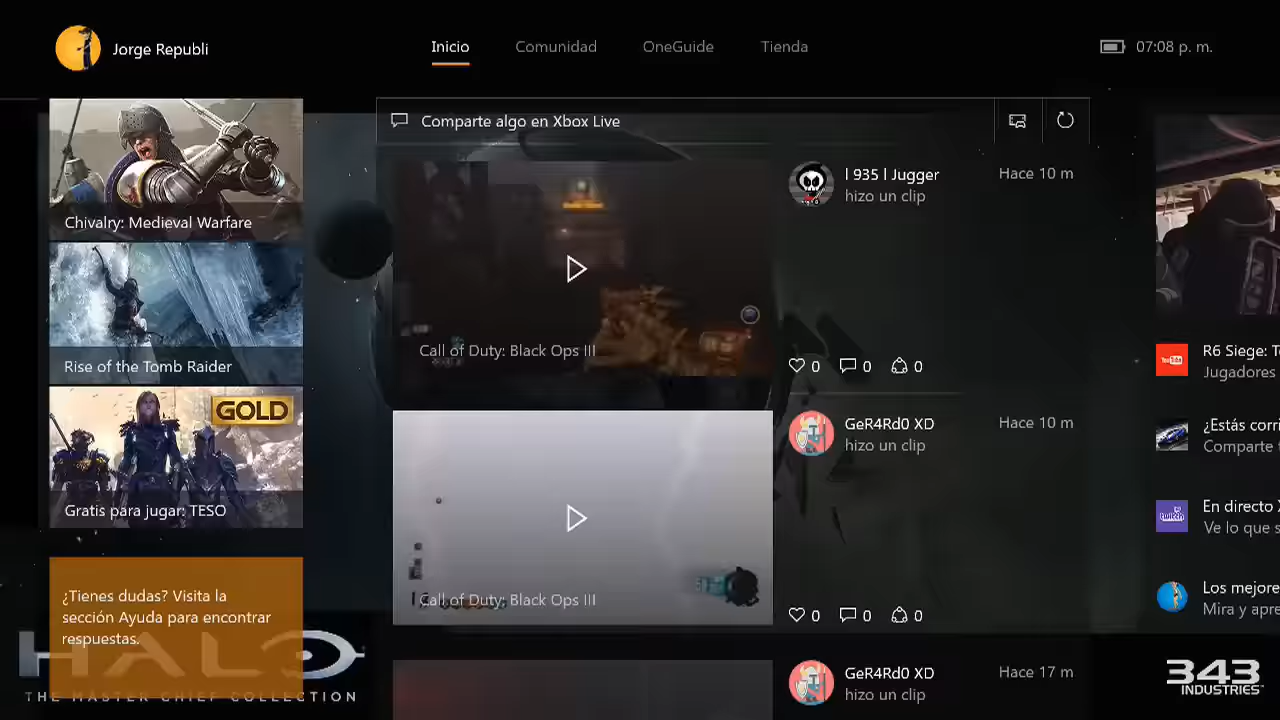 Jorge Republi
Inicio
Comunidad
OneGuide
Tienda
07:08 p. m.
Chivalry: Medieval Warfare
Rise of the Tomb Raider
GOLD
Gratis para jugar: TESO
¿Tienes dudas? Visita la
sección Ayuda para encontrar
respuestas.
HALO
THE MASTER CHIEF COLLECTION
Comparte algo en Xbox Live
Call of Duty: Black Ops III
l 935 l Jugger
hizo un clip
Hace 10 m
0
0
0
Call of Duty: Black Ops III
GeR4Rd0 XD
hizo un clip
Hace 10 m
0
0
0
GeR4Rd0 XD
hizo un clip
Hace 17 m
YouTube
R6 Siege: T
Jugadores
¿Estás corri
Comparte t
twitch
En directo X
Ve lo que s
Los mejore
Mira y apre
343
INDUSTRIES